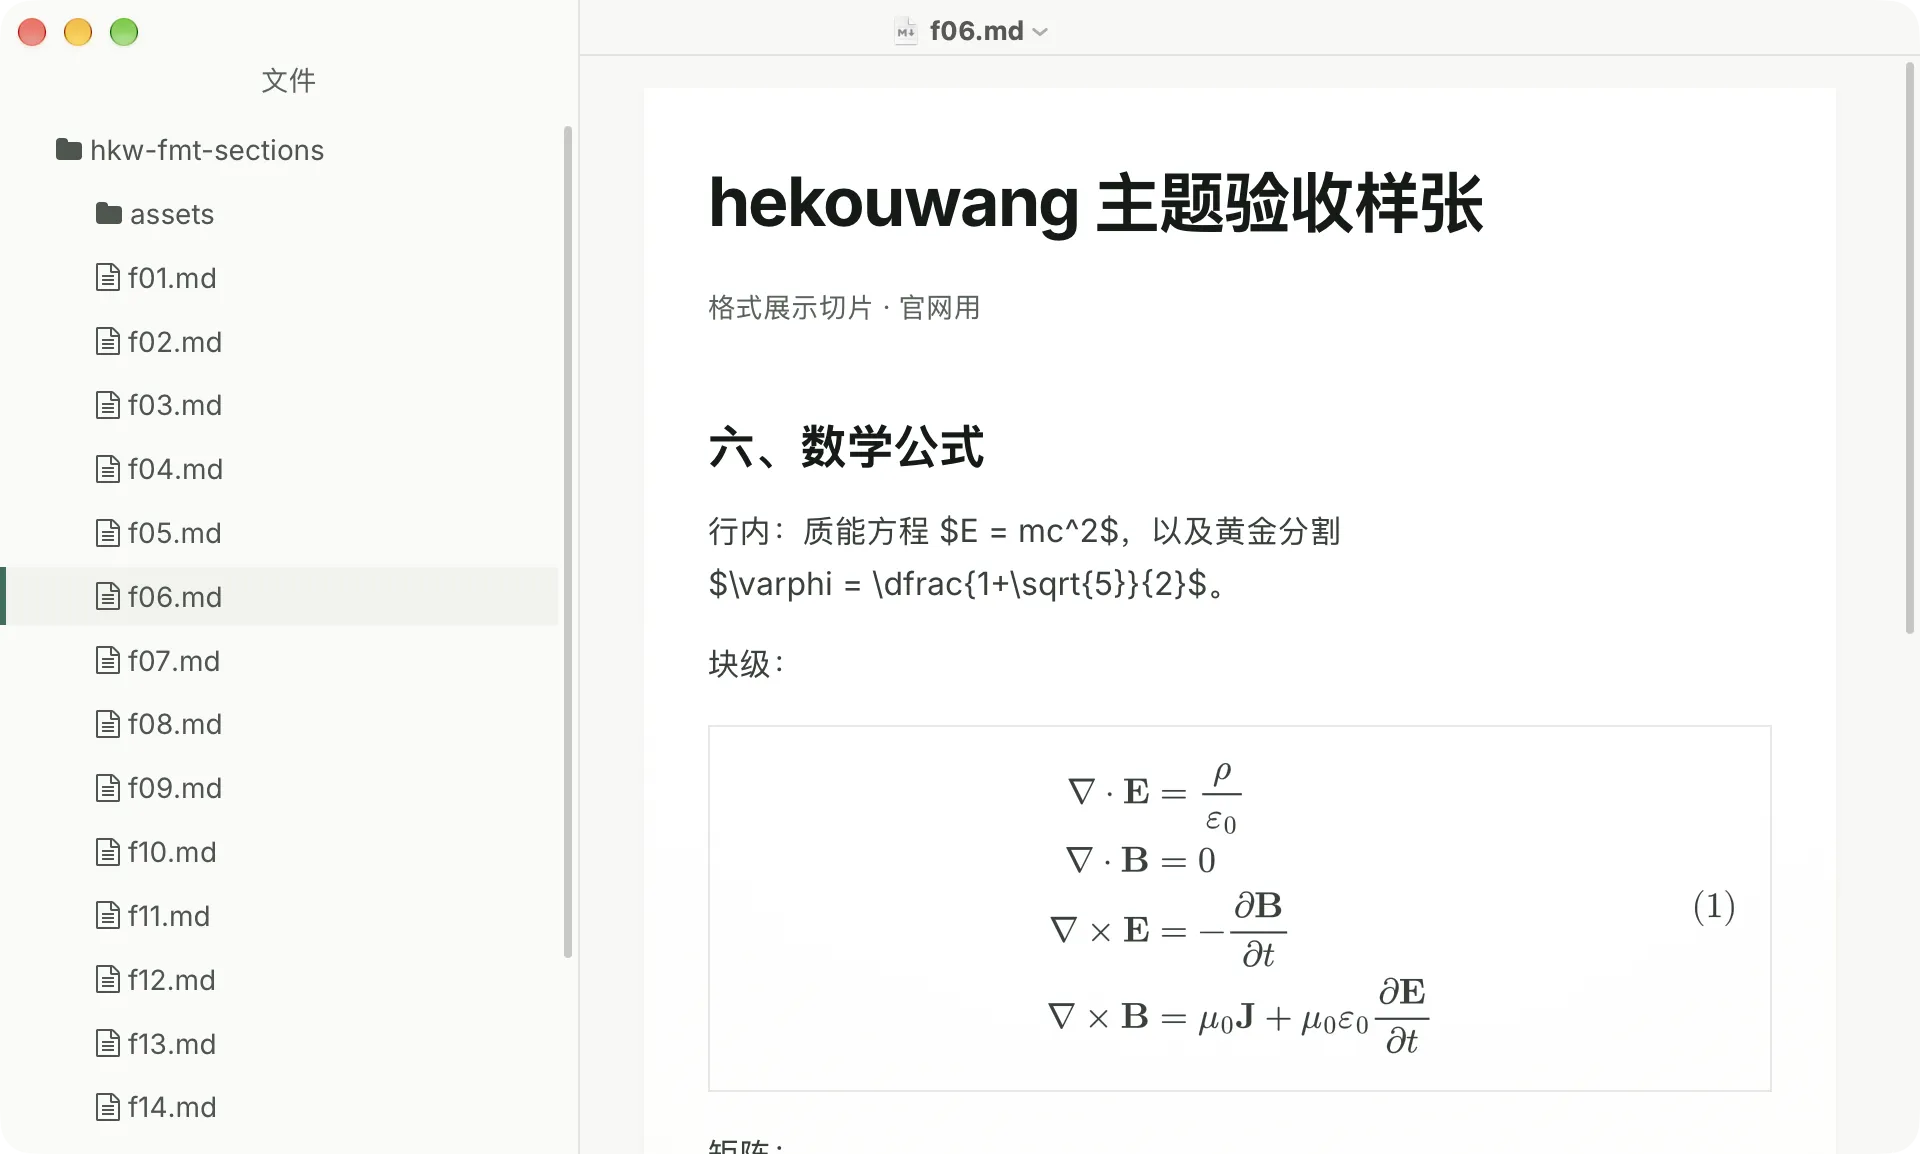 文件
hkw-fmt-sections
assets
f01.md
f02.md
f03.md
f04.md
f05.md
f06.md
f07.md
f08.md
f09.md
f10.md
f11.md
f12.md
f13.md
f14.md
f06.md
hekouwang 主题验收样张
格式展示切片 · 官网用
六、数学公式
行内：质能方程 $E = mc^2$，以及黄金分割
$\varphi = \dfrac{1+\sqrt{5}}{2}$。
块级：
∇ · E = ρ/ε₀
∇ · B = 0
∇ × E = −∂B/∂t
∇ × B = μ₀J + μ₀ε₀ ∂E/∂t
(1)
矩阵：